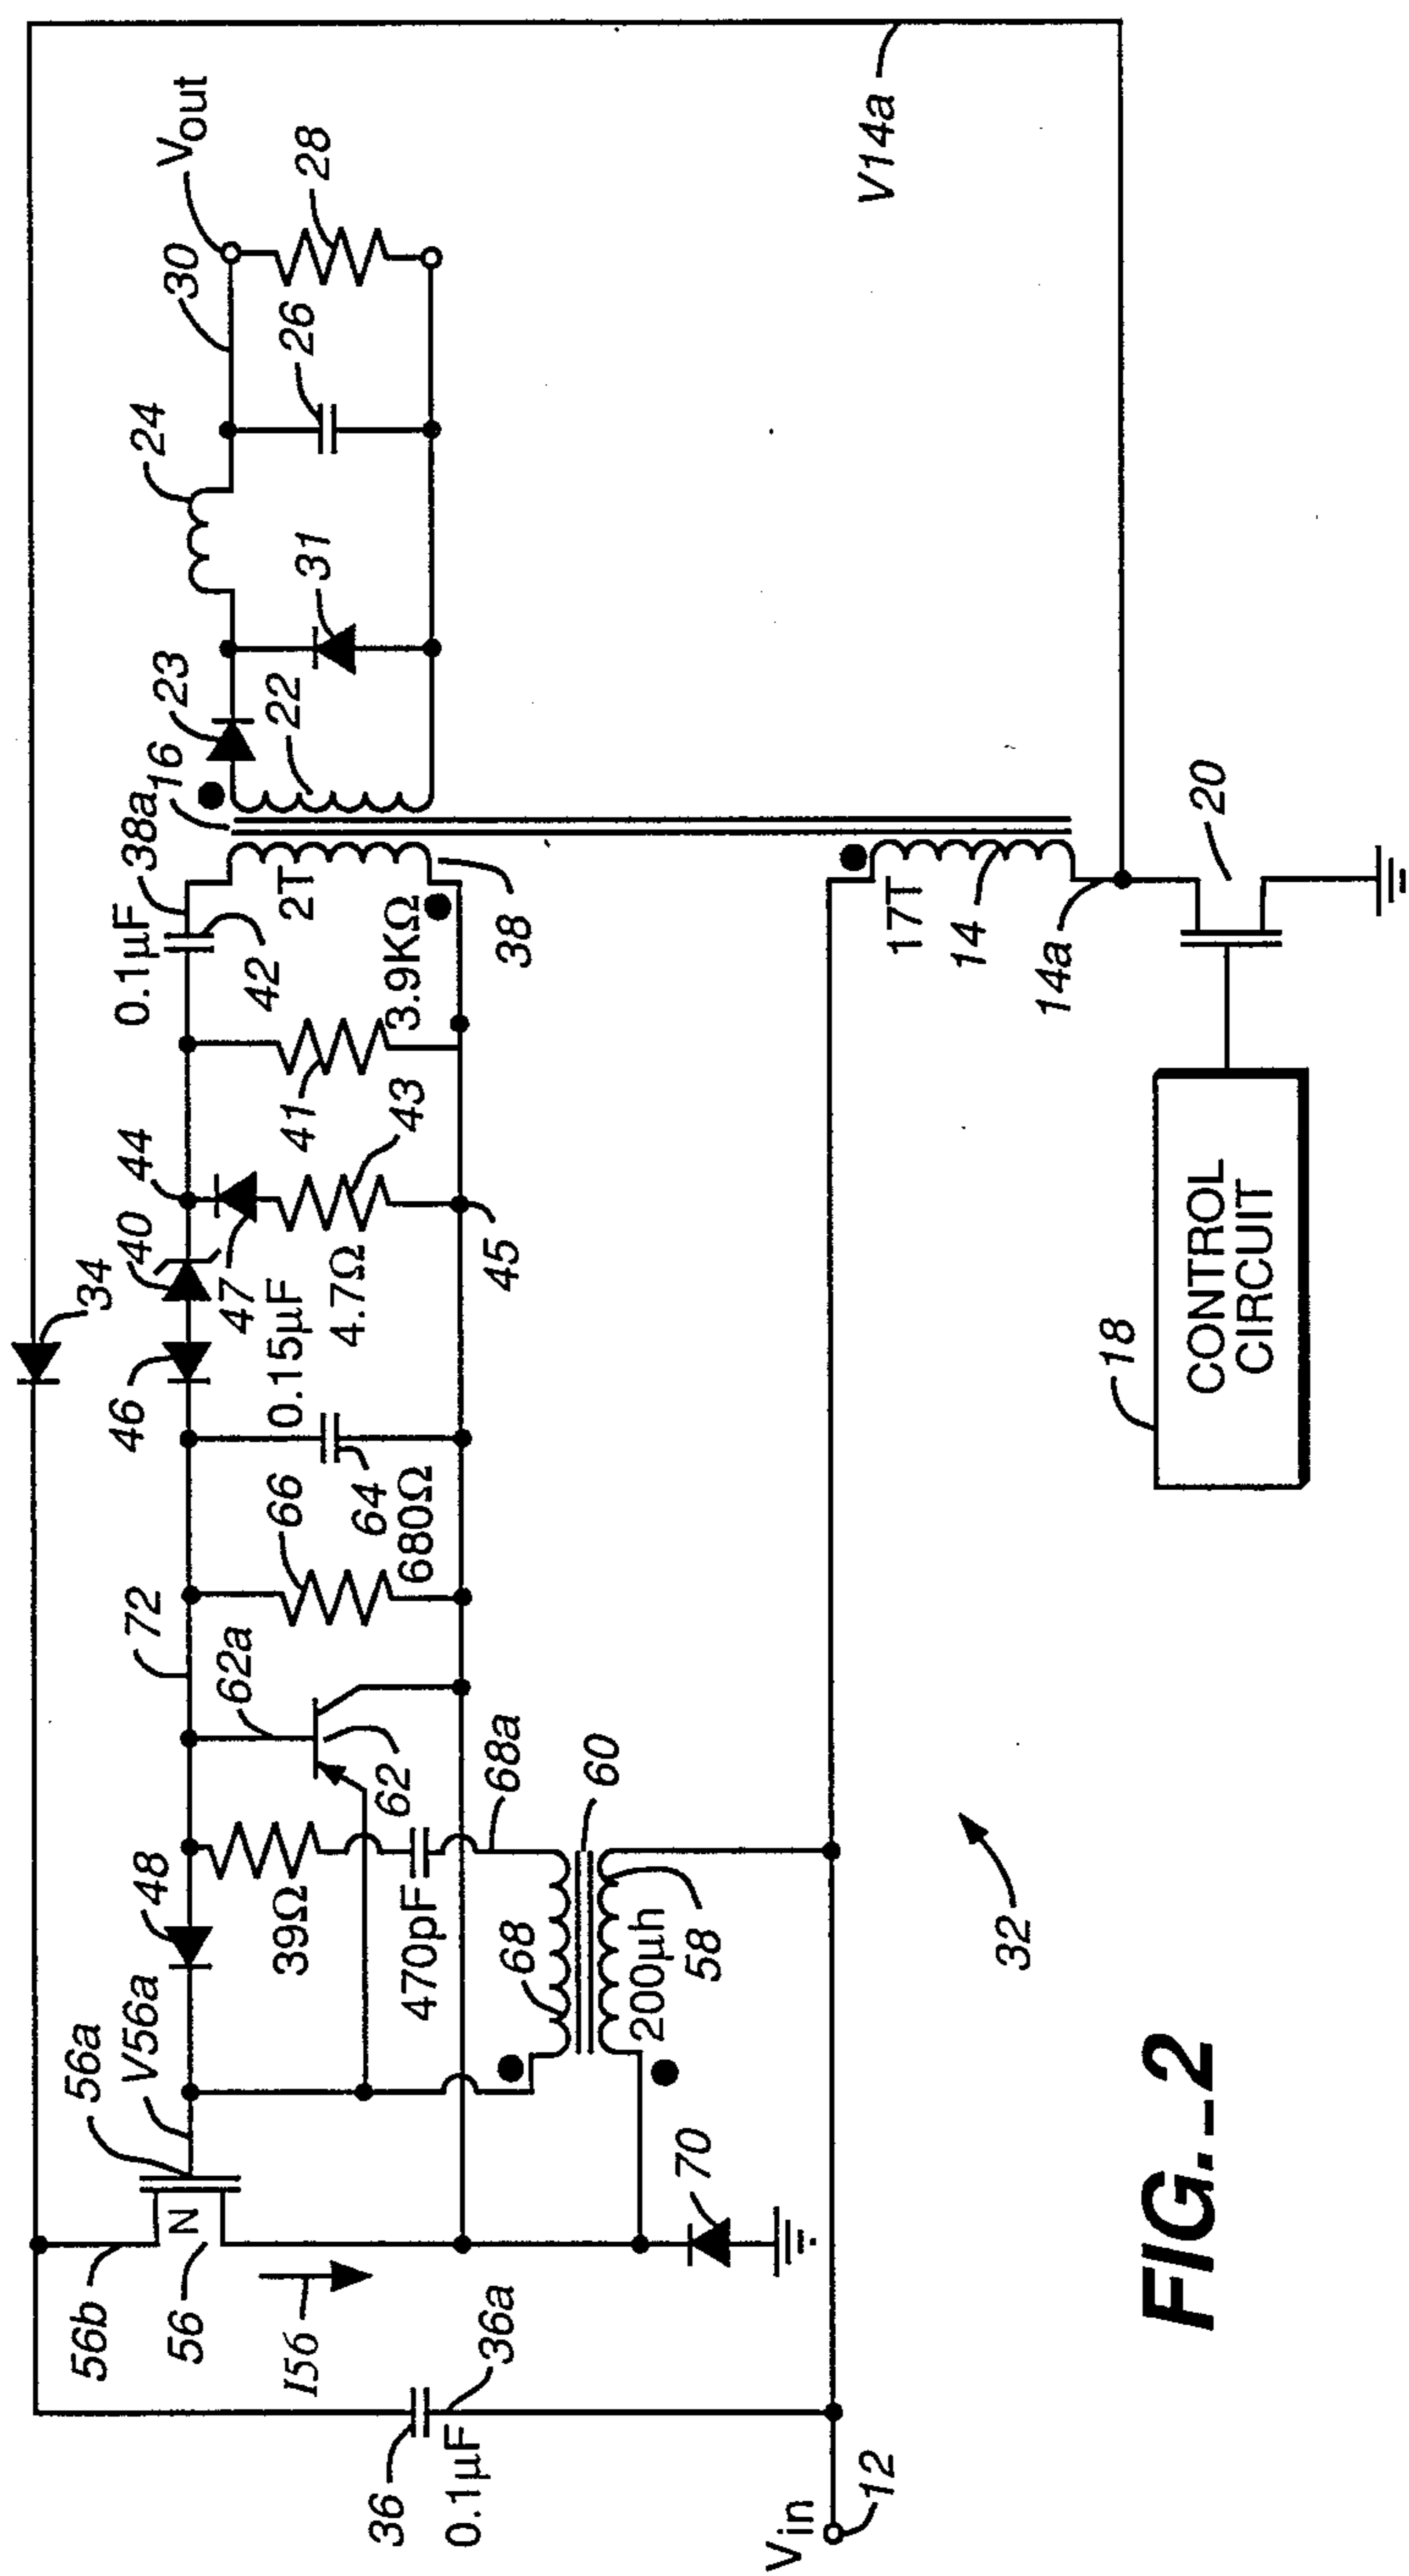 34
56b
56
N
I56
56a
V56a
48
62a
72
66
46
40
44
0.1µF
38a
16
23
24
30
Vout
39Ω
62
68a
0.15µF
47
41
42
2T
22
31
26
28
36
0.1µF
36a
470pF
68
60
64
680Ω
4.7Ω
43
3.9KΩ
38
45
200µh
58
70
Vin
12
17T
14
14a
V14a
32
18
CONTROL
CIRCUIT
20
FIG._2